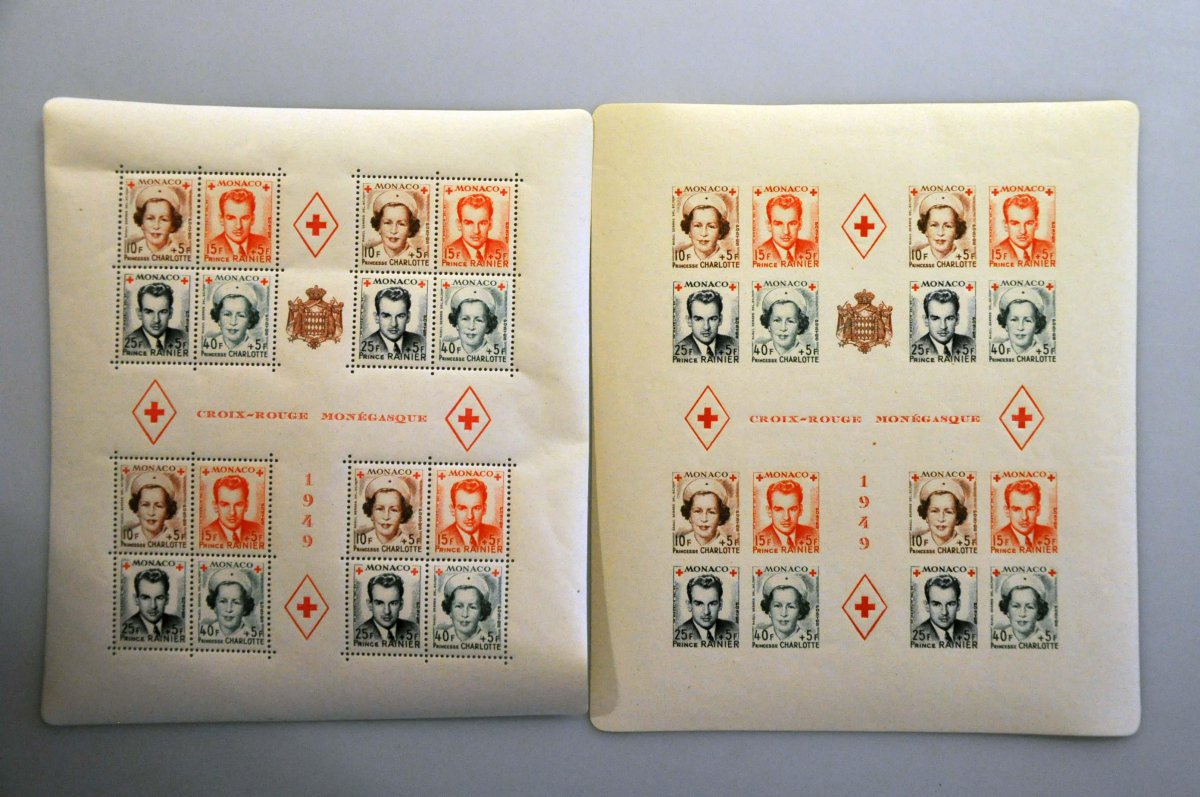 MONACO
10F +5F
PRINCESSE CHARLOTTE
MONACO
15F +5F
PRINCE RAINIER
MONACO
10F +5F
PRINCESSE CHARLOTTE
MONACO
15F +5F
PRINCE RAINIER
MONACO
25F +5F
PRINCE RAINIER
MONACO
40F +5F
PRINCESSE CHARLOTTE
MONACO
25F +5F
PRINCE RAINIER
MONACO
40F +5F
PRINCESSE CHARLOTTE
CROIX-ROUGE MONÉGASQUE
MONACO
10F +5F
PRINCESSE CHARLOTTE
MONACO
15F +5F
PRINCE RAINIER
1949
MONACO
10F +5F
PRINCESSE CHARLOTTE
MONACO
15F +5F
PRINCE RAINIER
MONACO
25F +5F
PRINCE RAINIER
MONACO
40F +5F
PRINCESSE CHARLOTTE
MONACO
25F +5F
PRINCE RAINIER
MONACO
40F +5F
PRINCESSE CHARLOTTE
MONACO
10F +5F
PRINCESSE CHARLOTTE
MONACO
15F +5F
PRINCE RAINIER
MONACO
10F +5F
PRINCESSE CHARLOTTE
MONACO
15F +5F
PRINCE RAINIER
MONACO
25F +5F
PRINCE RAINIER
MONACO
40F +5F
PRINCESSE CHARLOTTE
MONACO
25F +5F
PRINCE RAINIER
MONACO
40F +5F
PRINCESSE CHARLOTTE
CROIX-ROUGE MONÉGASQUE
MONACO
10F +5F
PRINCESSE CHARLOTTE
MONACO
15F +5F
PRINCE RAINIER
1949
MONACO
10F +5F
PRINCESSE CHARLOTTE
MONACO
15F +5F
PRINCE RAINIER
MONACO
25F +5F
PRINCE RAINIER
MONACO
40F +5F
PRINCESSE CHARLOTTE
MONACO
25F +5F
PRINCE RAINIER
MONACO
40F +5F
PRINCESSE CHARLOTTE